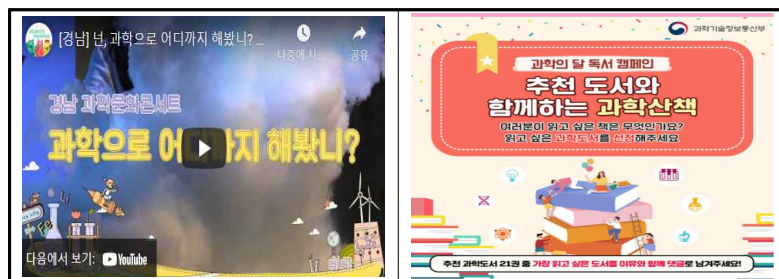 [경남] 년, 과학으로 어디까지 해봤니? ...
나중에 시
공유
경남 과학문화콘서트
과학으로 어디까지 해봤니?
다음에서 보기: YouTube
과학기술정보통신부
과학의 달 독서 캠페인
추천 도서와
함께하는 과학산책
여러분이 읽고 싶은 책은 무엇인가요?
읽고 싶은 과학도서를 선정해주세요
추천 과학도서 21권 중 가장 읽고 싶은 도서를 이유와 함께 댓글로 남겨주세요!